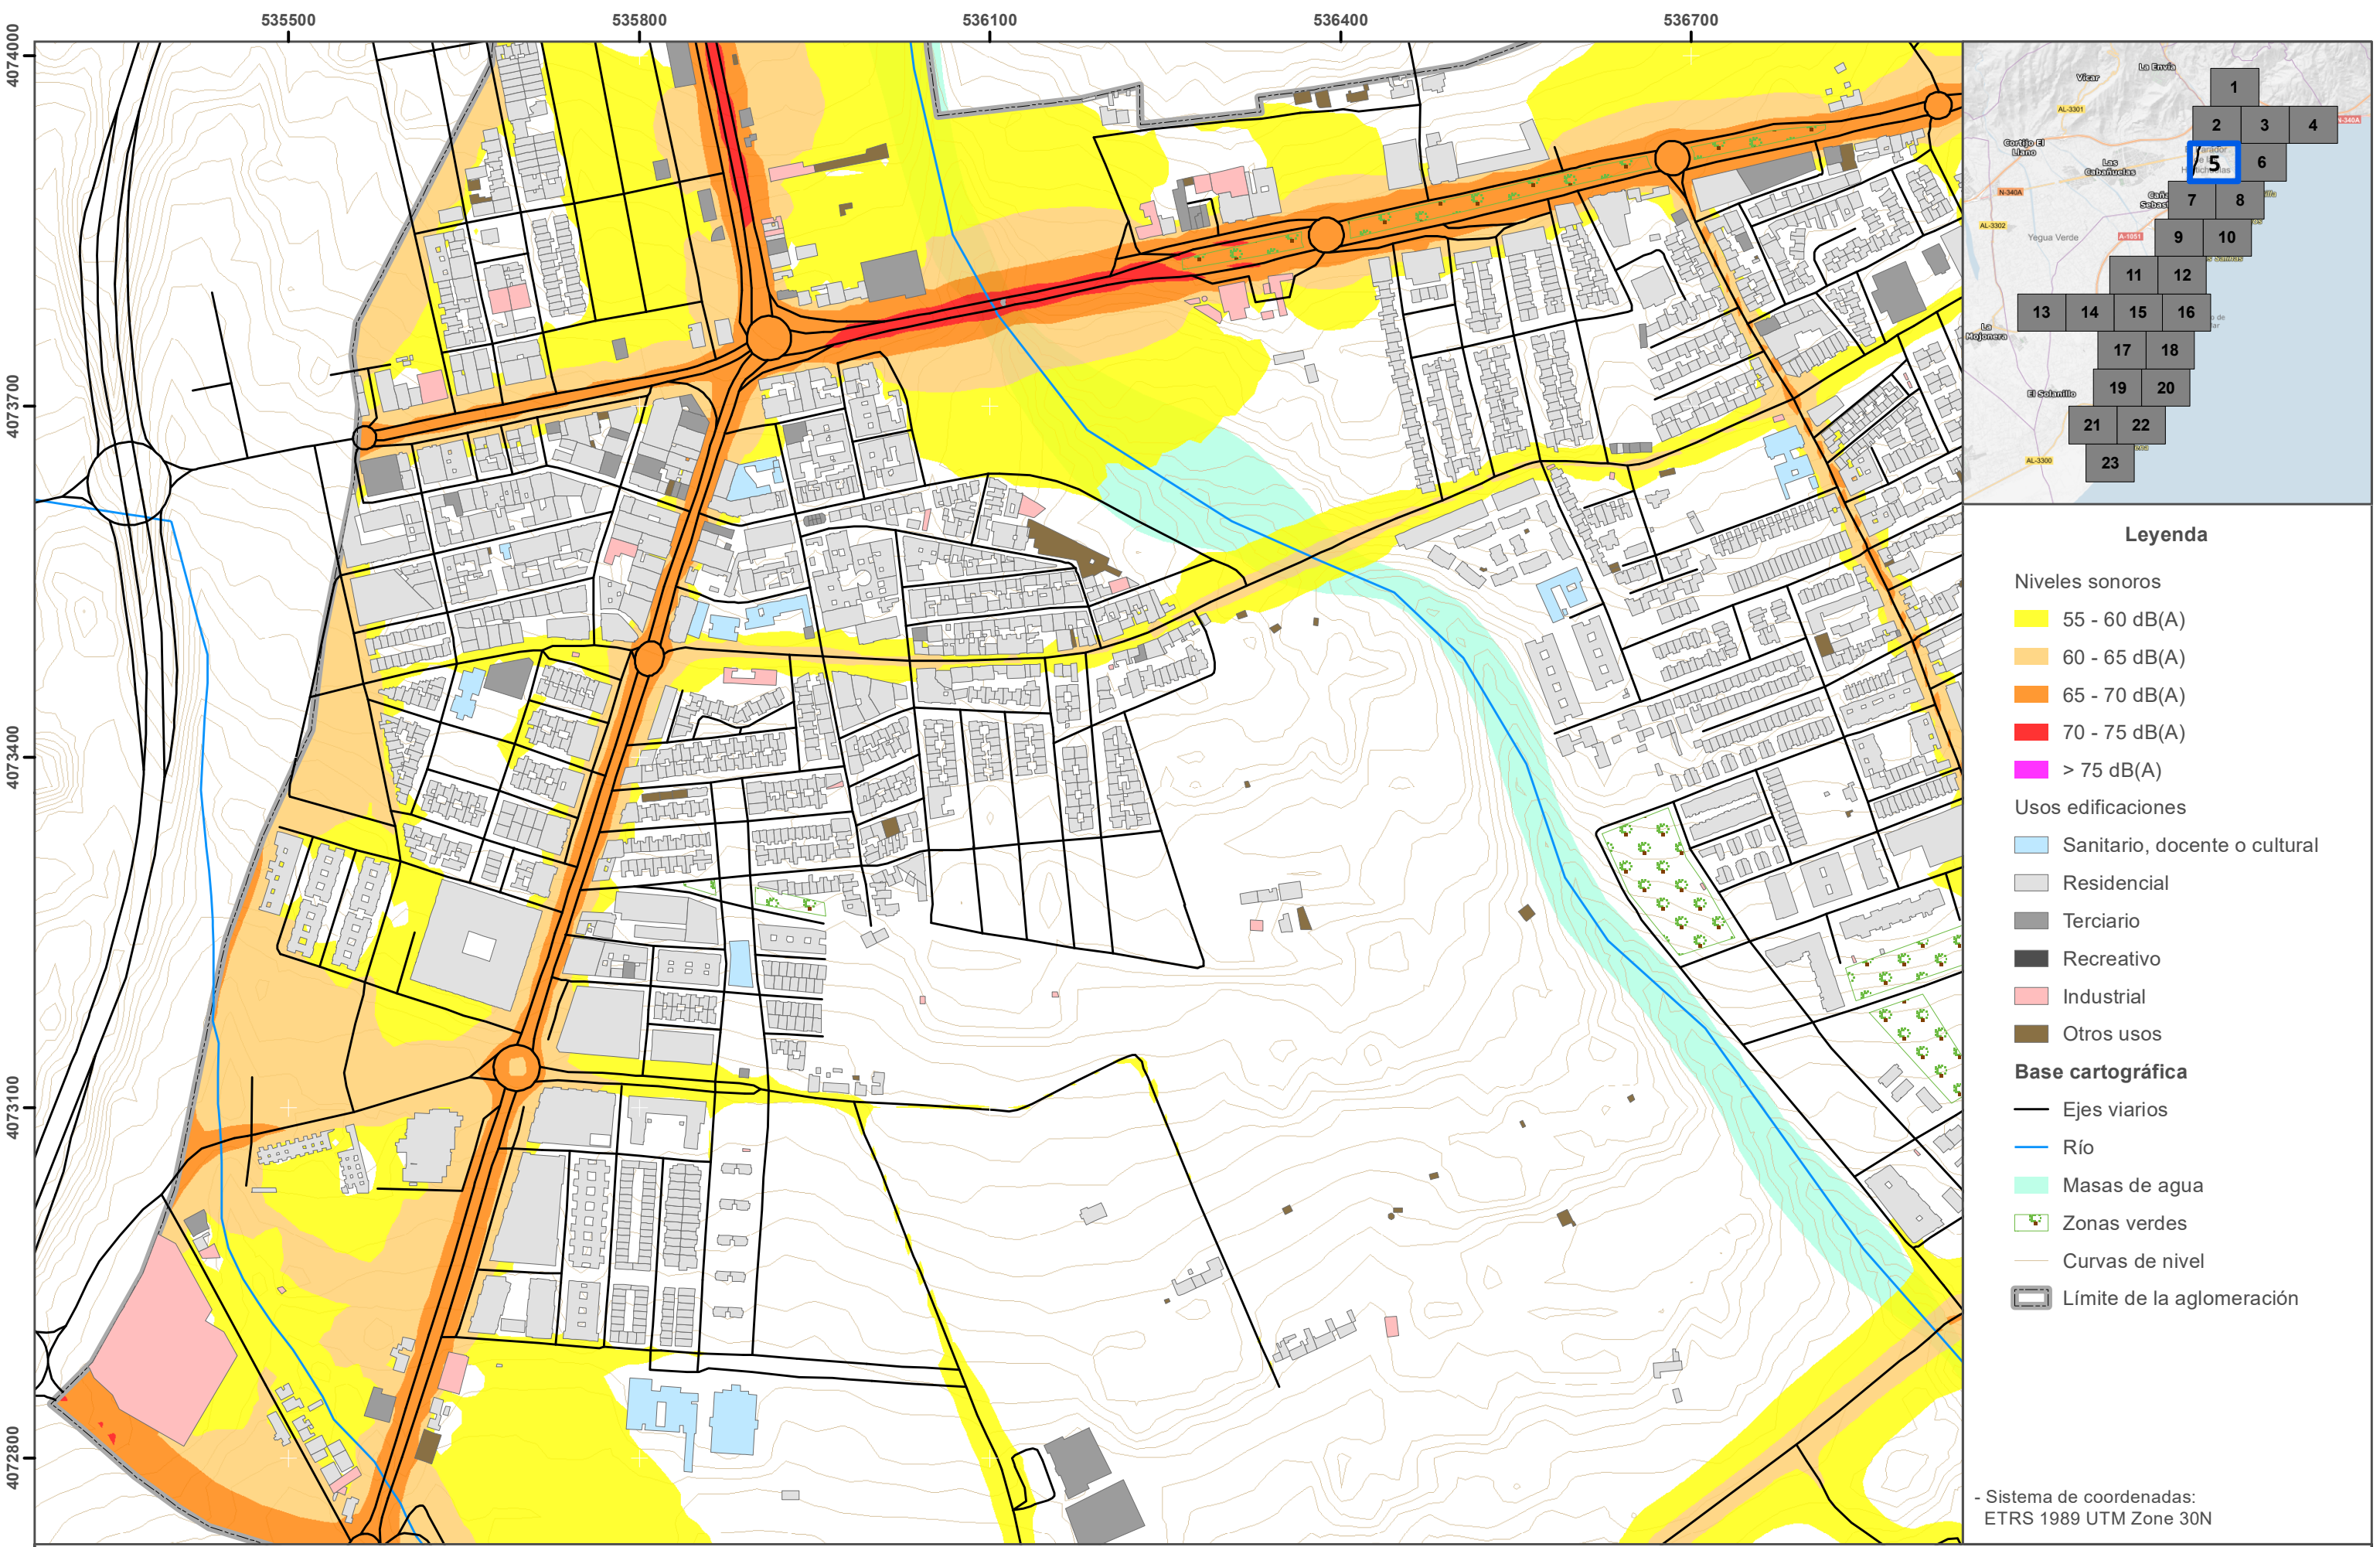 535500 535800 536100 536400 536700
4074000
4073700
4073400
4073100
4072800
La Envia
Vicar
AL-3301
N-340A
Cortijo El
Llano
Las
Cabañuelas
N-340A
AL-3302
Yegua Verde
A-1051
La
Mojonera
El Solanillo
AL-3300
1
2 3 4
5 6
7 8
9 10
11 12
13 14 15 16
17 18
19 20
21 22
23
Leyenda
Niveles sonoros
55 - 60 dB(A)
60 - 65 dB(A)
65 - 70 dB(A)
70 - 75 dB(A)
> 75 dB(A)
Usos edificaciones
Sanitario, docente o cultural
Residencial
Terciario
Recreativo
Industrial
Otros usos
Base cartográfica
Ejes viarios
Río
Masas de agua
Zonas verdes
Curvas de nivel
Límite de la aglomeración
- Sistema de coordenadas:
ETRS 1989 UTM Zone 30N